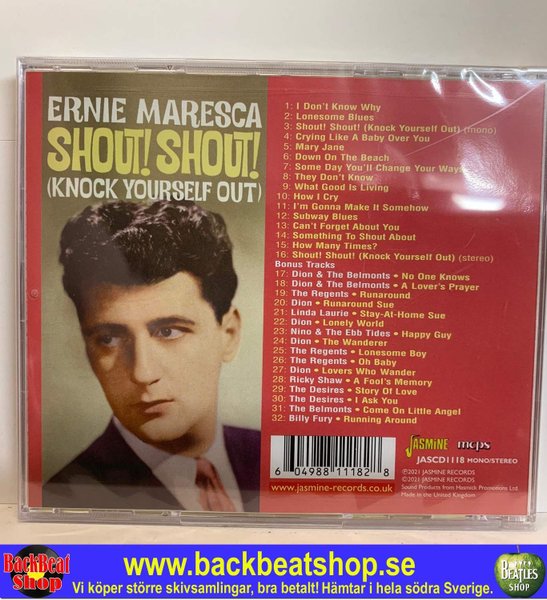 ERNIE MARESCA
SHOUT! SHOUT!
(KNOCK YOURSELF OUT)
1: I Don't Know Why
2: Lonesome Blues
3: Shout! Shout! (Knock Yourself Out) (mono)
4: Crying Like A Baby Over You
5: Mary Jane
6: Down On The Beach
7: Some Day You'll Change Your Ways
8: They Don't Know
9: What Good Is Living
10: How I Cry
11: I'm Gonna Make It Somehow
12: Subway Blues
13: Can't Forget About You
14: Something To Shout About
15: How Many Times?
16: Shout! Shout! (Knock Yourself Out) (stereo)
Bonus Tracks
17: Dion & The Belmonts • No One Knows
18: Dion & The Belmonts • A Lover's Prayer
19: The Regents • Runaround
20: Dion • Runaround Sue
21: Linda Laurie • Stay-At-Home Sue
22: Dion • Lonely World
23: Nino & The Ebb Tides • Happy Guy
24: Dion • The Wanderer
25: The Regents • Lonesome Boy
26: The Regents • Oh Baby
27: Dion • Lovers Who Wander
28: Ricky Shaw • A Fool's Memory
29: The Desires • Story Of Love
30: The Desires • I Ask You
31: The Belmonts • Come On Little Angel
32: Billy Fury • Running Around
6 04988 11182 8
www.jasmine-records.co.uk
JASMINE
mcps
JASCD1118 MONO/STEREO
℗2021 JASMINE RECORDS
©2021 JASMINE RECORDS
Sound Products from Hasmick Promotions Ltd.
Made in the United Kingdom
BackBeat
Shop
www.backbeatshop.se
Vi köper större skivsamlingar, bra betalt! Hämtar i hela södra Sverige.
BEATLES
SHOP